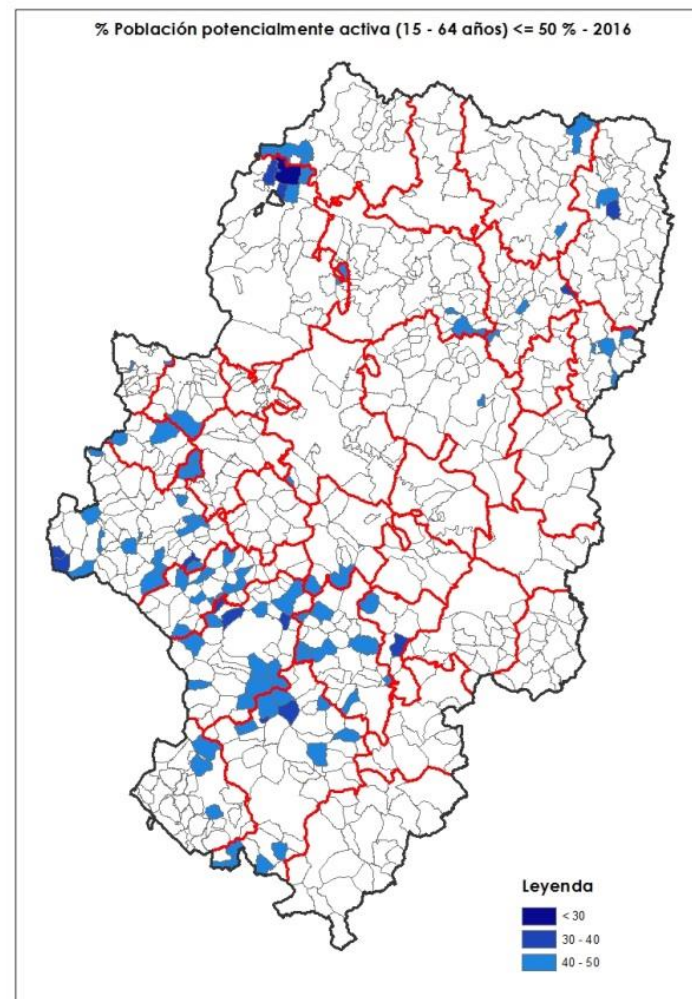 % Población potencialmente activa (15 - 64 años) <= 50 % - 2016
Leyenda
< 30
30 - 40
40 - 50